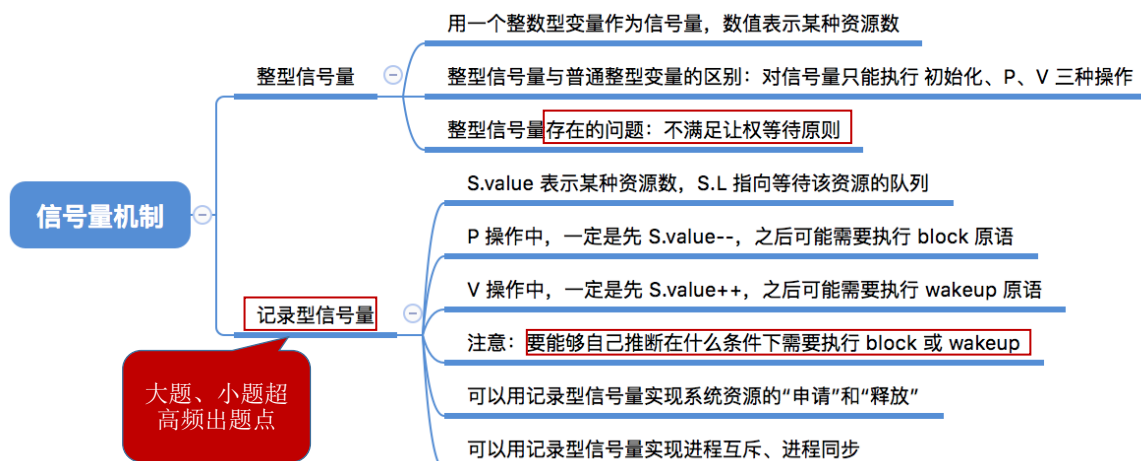 信号量机制
整型信号量
用一个整数型变量作为信号量，数值表示某种资源数
整型信号量与普通整型变量的区别：对信号量只能执行 初始化、P、V 三种操作
整型信号量存在的问题：不满足让权等待原则
记录型信号量
大题、小题超
高频出题点
S.value 表示某种资源数，S.L 指向等待该资源的队列
P 操作中，一定是先 S.value--，之后可能需要执行 block 原语
V 操作中，一定是先 S.value++，之后可能需要执行 wakeup 原语
注意：要能够自己推断在什么条件下需要执行 block 或 wakeup
可以用记录型信号量实现系统资源的“申请”和“释放”
可以用记录型信号量实现进程互斥、进程同步